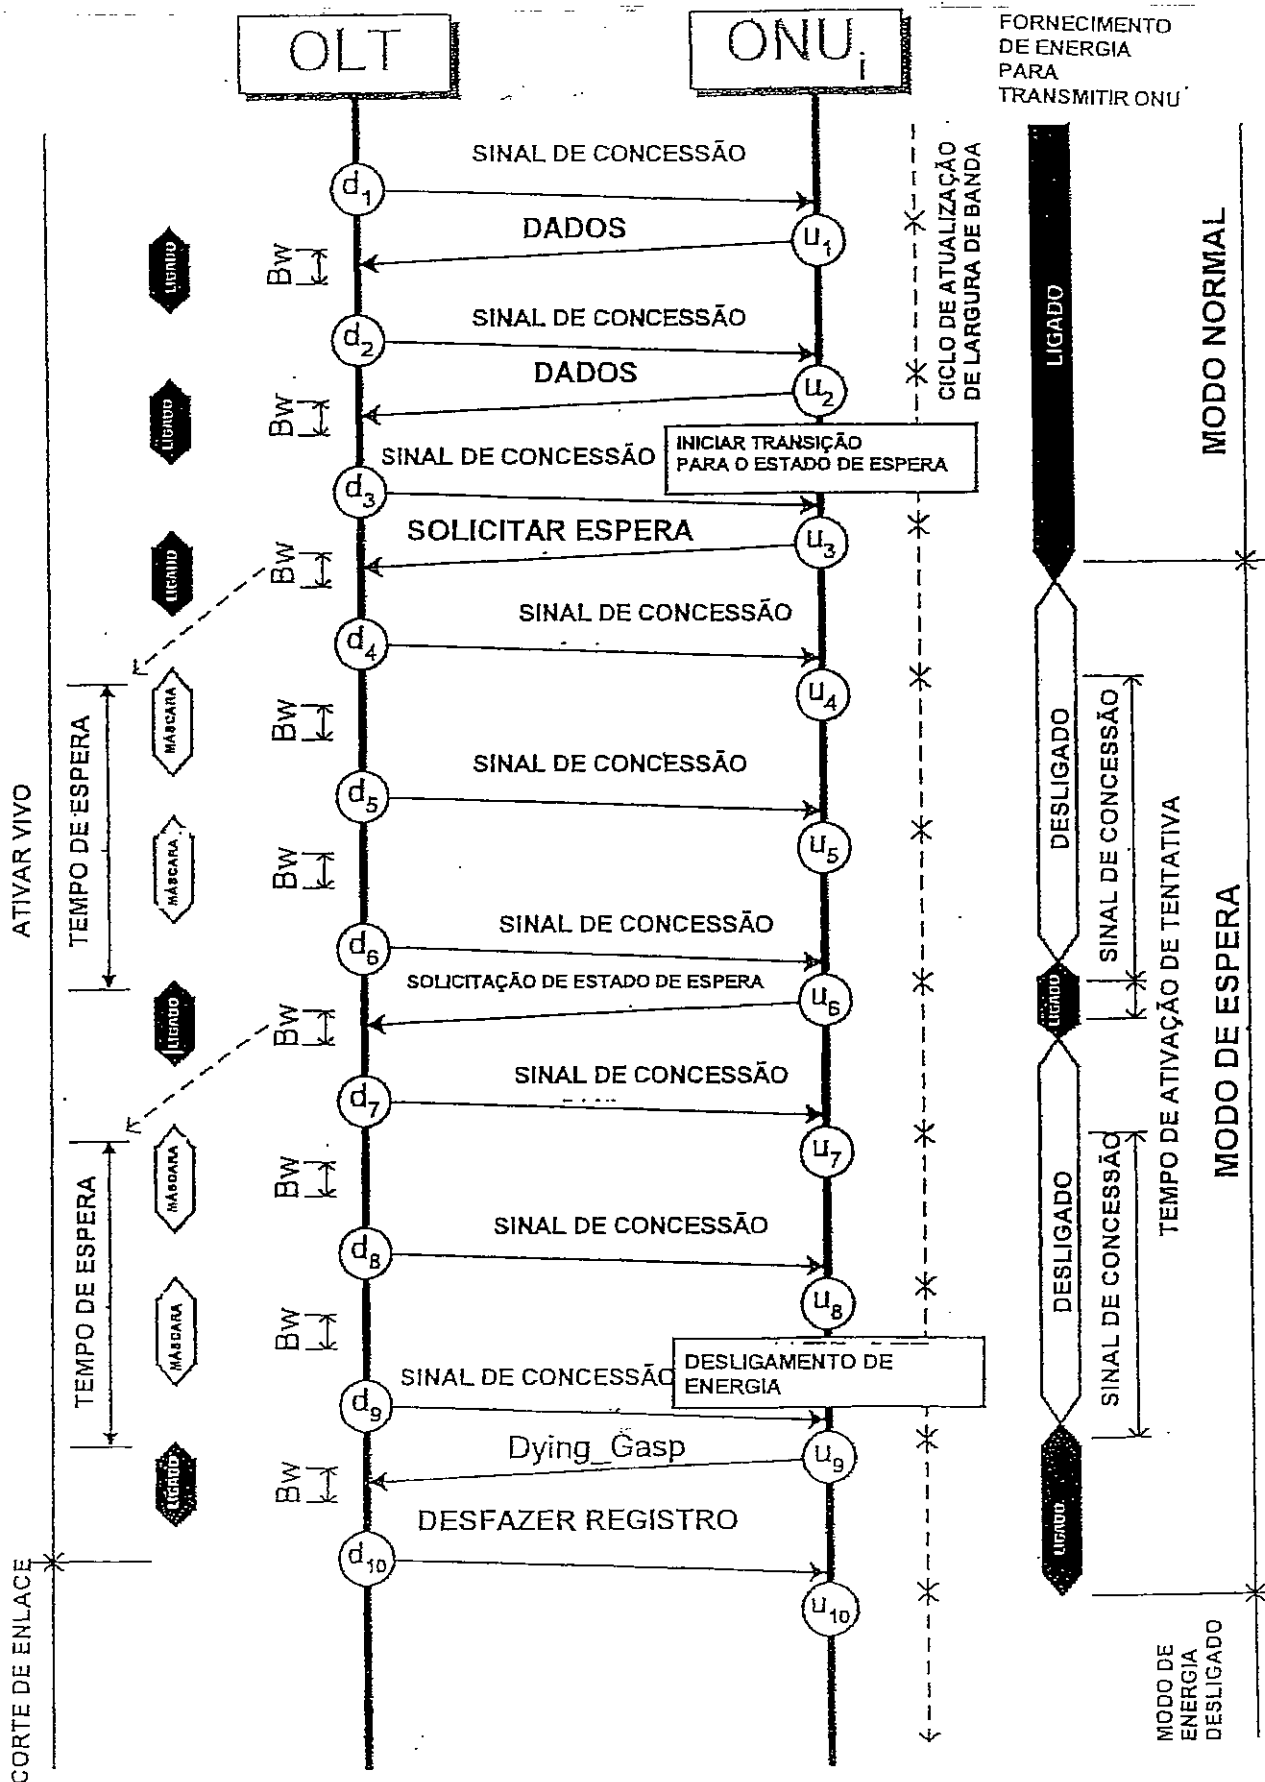 OLT
ONUi
FORNECIMENTO
DE ENERGIA
PARA
TRANSMITIR ONU
SINAL DE CONCESSÃO
d1
DADOS
u1
Bw
LIGADO
SINAL DE CONCESSÃO
d2
DADOS
u2
Bw
LIGADO
CICLO DE ATUALIZAÇÃO
DE LARGURA DE BANDA
LIGADO
MODO NORMAL
INICIAR TRANSIÇÃO
PARA O ESTADO DE ESPERA
SINAL DE CONCESSÃO
d3
SOLICITAR ESPERA
u3
Bw
LIGADO
SINAL DE CONCESSÃO
d4
u4
Bw
MÁSCARA
SINAL DE CONCESSÃO
d5
u5
Bw
MÁSCARA
TEMPO DE ESPERA
ATIVAR VIVO
DESLIGADO
SINAL DE CONCESSÃO
SINAL DE CONCESSÃO
d6
SOLICITAÇÃO DE ESTADO DE ESPERA
u6
Bw
LIGADO
LIGADO
TEMPO DE ATIVAÇÃO DE TENTATIVA
MODO DE ESPERA
SINAL DE CONCESSÃO
d7
u7
Bw
MÁSCARA
SINAL DE CONCESSÃO
d8
u8
Bw
MÁSCARA
TEMPO DE ESPERA
DESLIGADO
SINAL DE CONCESSÃO
DESLIGAMENTO DE
ENERGIA
SINAL DE CONCESSÃO
d9
Dying_Gasp
u9
Bw
LIGADO
LIGADO
DESFAZER REGISTRO
d10
u10
CORTE DE ENLACE
MODO DE
ENERGIA
DESLIGADO